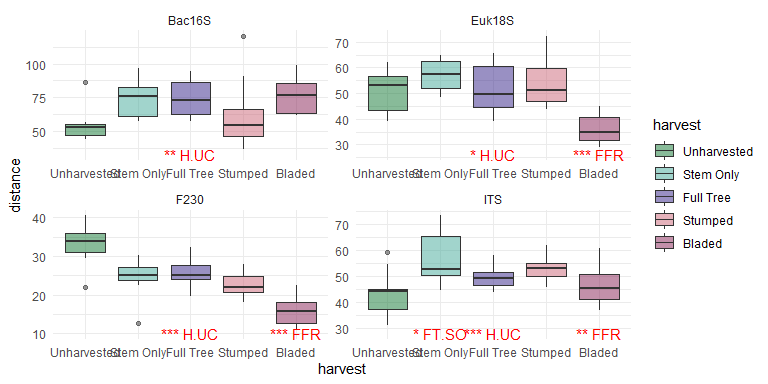 Bac16S
Euk18S
distance
100
75
50
** H.UC
Unharvested Stem Only Full Tree Stumped Bladed
70
60
50
40
30
* H.UC
*** FFR
Unharvested Stem Only Full Tree Stumped Bladed
F230
ITS
40
30
20
10
*** H.UC
*** FFR
Unharvested Stem Only Full Tree Stumped Bladed
70
60
50
40
30
* FT.SO
*** H.UC
** FFR
Unharvested Stem Only Full Tree Stumped Bladed
harvest
harvest
Unharvested
Stem Only
Full Tree
Stumped
Bladed